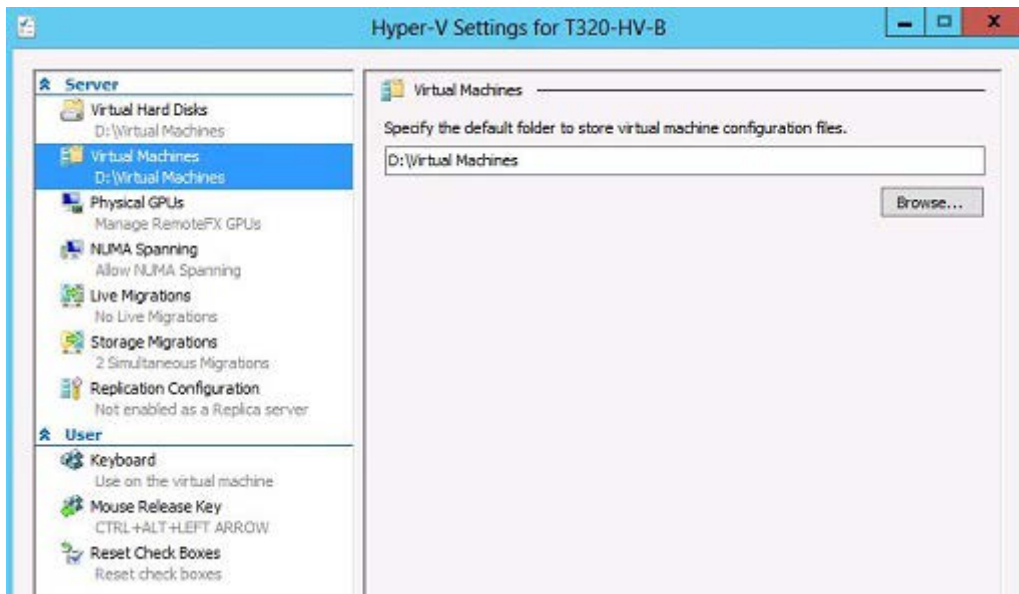 Hyper-V Settings for T320-HV-B
Server
Virtual Hard Disks
D:\Virtual Machines
Virtual Machines
D:\Virtual Machines
Physical GPUs
Manage RemoteFX GPUs
NUMA Spanning
Allow NUMA Spanning
Live Migrations
No Live Migrations
Storage Migrations
2 Simultaneous Migrations
Replication Configuration
Not enabled as a Replica server
User
Keyboard
Use on the virtual machine
Mouse Release Key
CTRL+ALT+LEFT ARROW
Reset Check Boxes
Reset check boxes
Virtual Machines
Specify the default folder to store virtual machine configuration files.
D:\Virtual Machines
Browse...